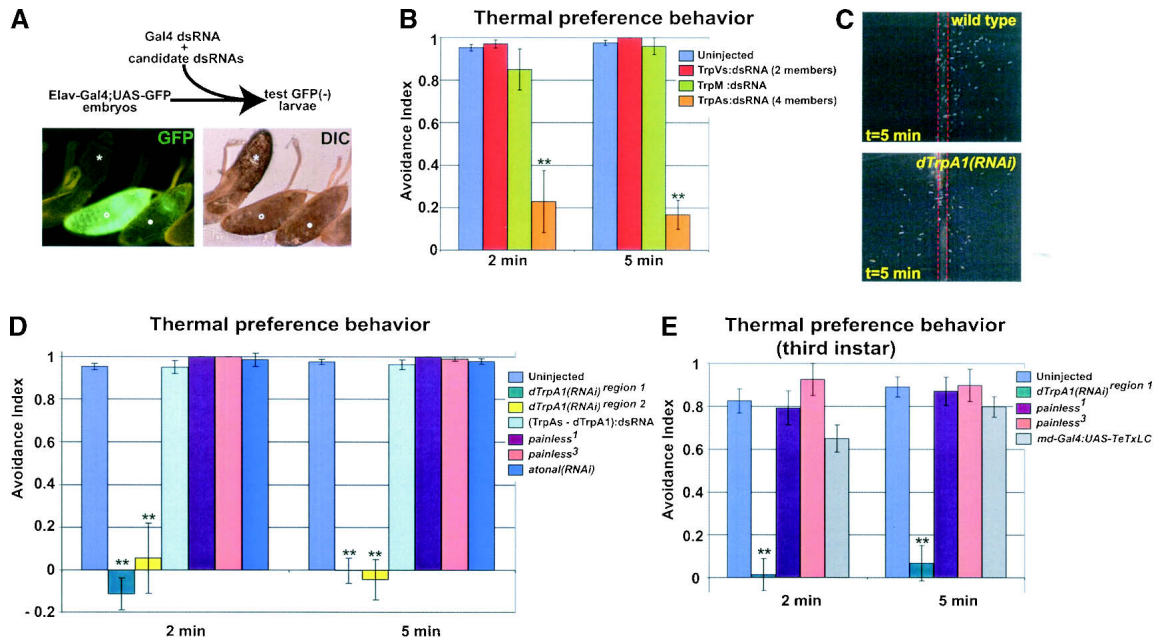 A
Gal4 dsRNA
+
candidate dsRNAs
Elav-Gal4;UAS-GFP
embryos
test GFP(-)
larvae
GFP
*
DIC
*
B
Thermal preference behavior
Avoidance Index
1
0.8
0.6
0.4
0.2
0
**
**
2 min
5 min
Uninjected
TrpVs:dsRNA (2 members)
TrpM :dsRNA
TrpAs:dsRNA (4 members)
C
wild type
t=5 min
dTrpA1(RNAi)
t=5 min
D
Thermal preference behavior
Avoidance Index
1
0.8
0.6
0.4
0.2
0
- 0.2
**
**
**
**
2 min
5 min
Uninjected
dTrpA1(RNAi) region 1
dTrpA1(RNAi) region 2
(TrpAs - dTrpA1):dsRNA
painless1
painless3
atonal(RNAi)
E
Thermal preference behavior
(third instar)
Avoidance Index
1
0.8
0.6
0.4
0.2
0
**
**
2 min
5 min
Uninjected
dTrpA1(RNAi) region 1
painless1
painless3
md-Gal4:UAS-TeTxLC